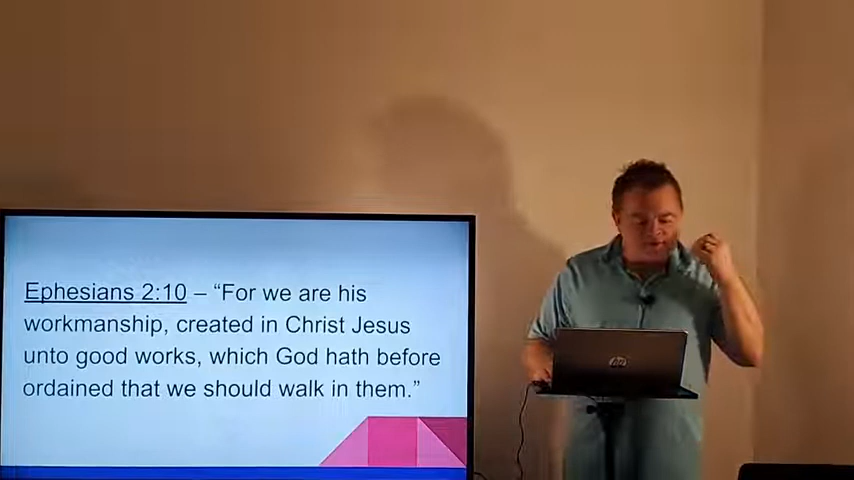 Ephesians 2:10 – “For we are his
workmanship, created in Christ Jesus
unto good works, which God hath before
ordained that we should walk in them.”
hp